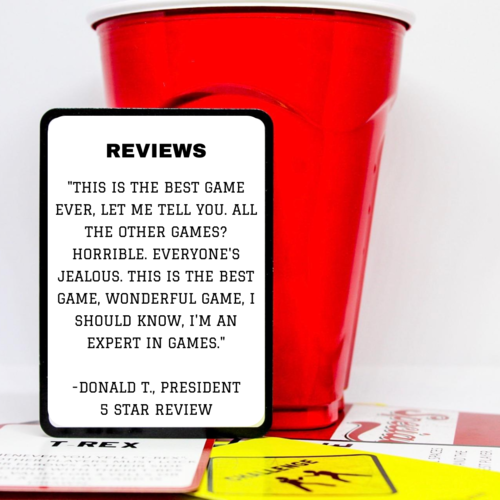 REVIEWS
"THIS IS THE BEST GAME
EVER, LET ME TELL YOU. ALL
THE OTHER GAMES?
HORRIBLE. EVERYONE'S
JEALOUS. THIS IS THE BEST
GAME, WONDERFUL GAME, I
SHOULD KNOW, I'M AN
EXPERT IN GAMES."
-DONALD T., PRESIDENT
5 STAR REVIEW
T-REX
CHALLENGE